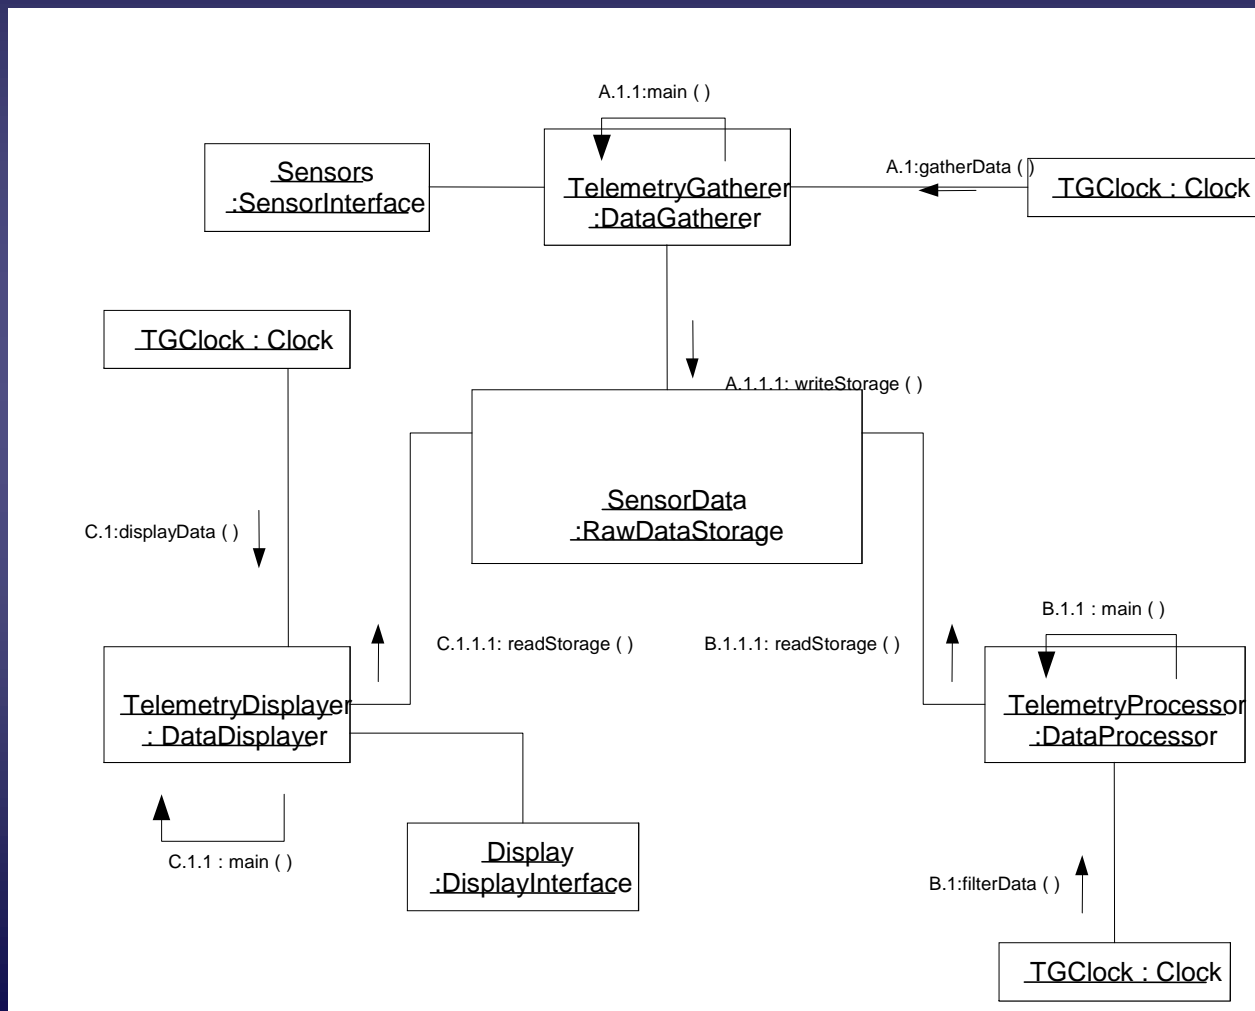 A.1.1:main ( )
Sensors
:SensorInterface
TelemetryGatherer
:DataGatherer
A.1:gatherData ( )
TGClock : Clock
TGClock : Clock
A.1.1.1: writeStorage ( )
SensorData
:RawDataStorage
C.1:displayData ( )
C.1.1.1: readStorage ( )
B.1.1.1: readStorage ( )
B.1.1 : main ( )
TelemetryDisplayer
: DataDisplayer
TelemetryProcessor
:DataProcessor
C.1.1 : main ( )
Display
:DisplayInterface
B.1:filterData ( )
TGClock : Clock